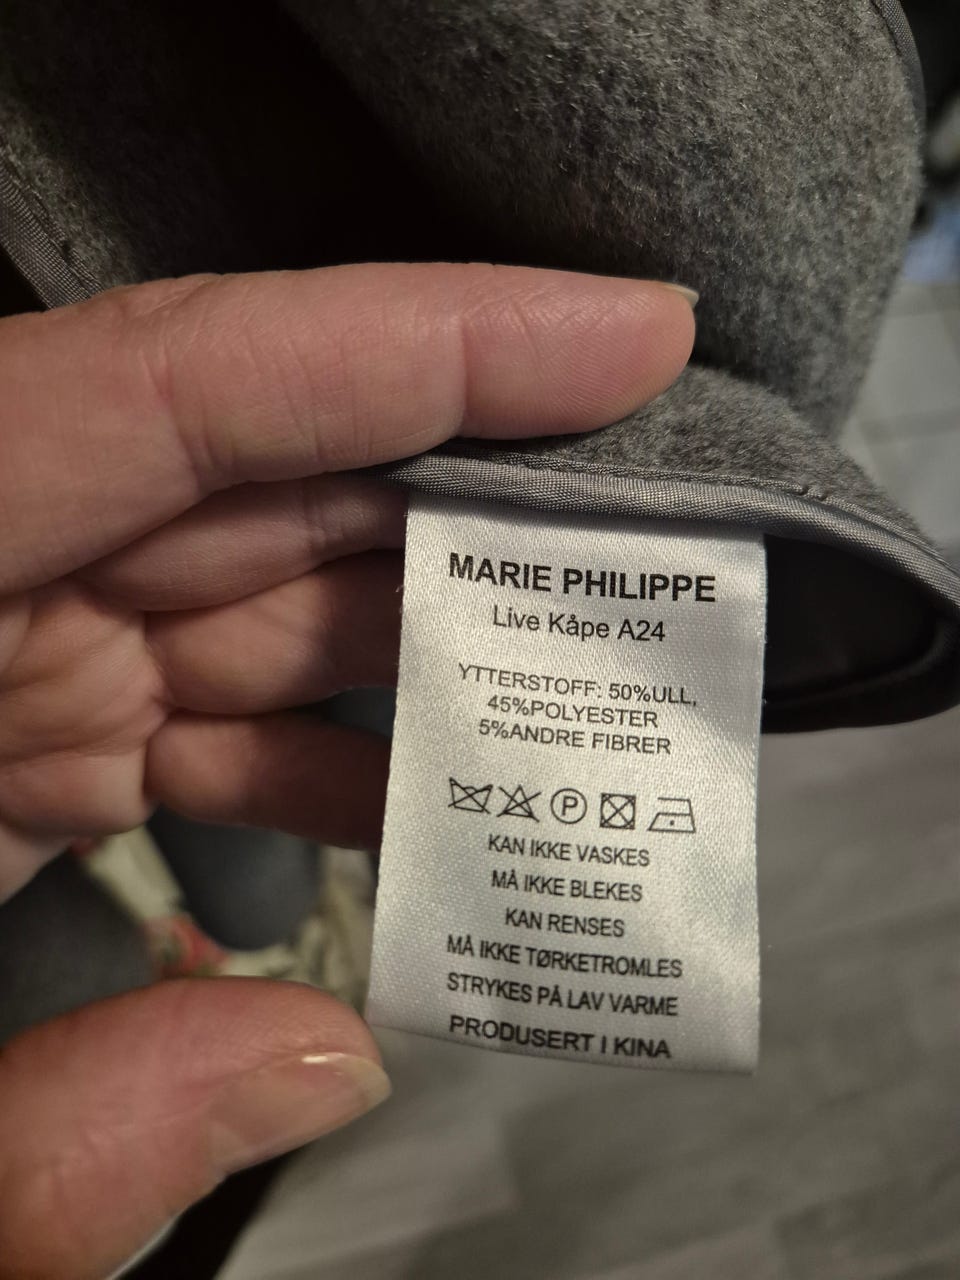 MARIE PHILIPPE
Live Kåpe A24
YTTERSTOFF: 50%ULL,
45%POLYESTER
5%ANDRE FIBRER
P
KAN IKKE VASKES
MÅ IKKE BLEKES
KAN RENSES
MÅ IKKE TØRKETROMLES
STRYKES PÅ LAV VARME
PRODUSERT I KINA